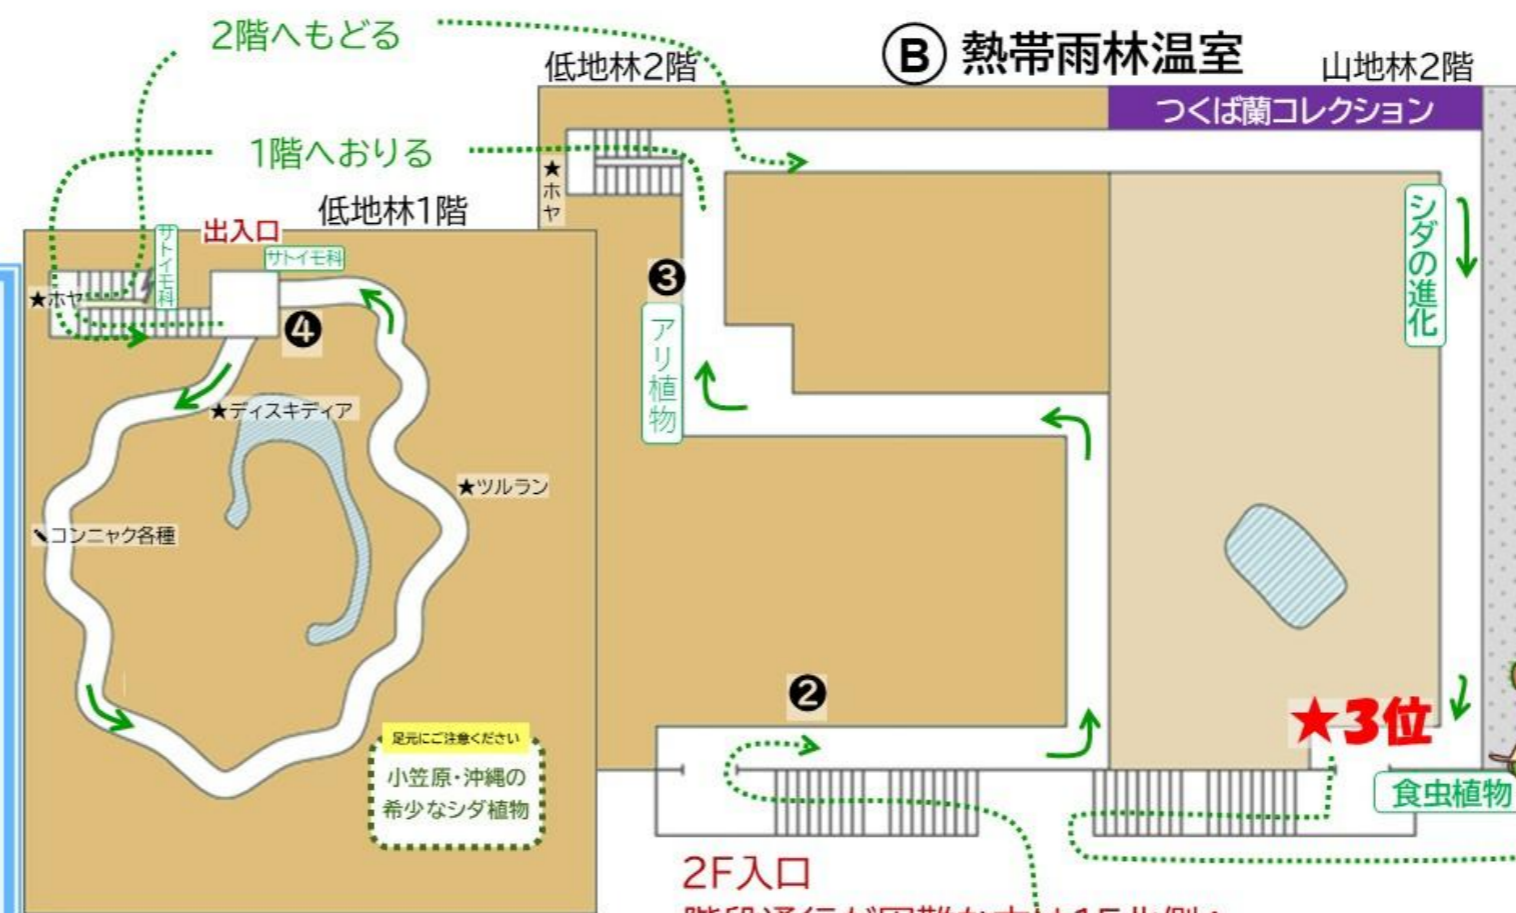 2階へもどる
Ⓑ 熱帯雨林温室
低地林2階
山地林2階
つくば蘭コレクション
1階へおりる
★ホヤ
低地林1階
出入口
サトイモ科
サトイモ科
★ホヤ
❹
❸
アリ植物
シダの進化
★ディスキディア
★ツルラン
コンニャク各種
❷
★3位
足元にご注意ください
小笠原・沖縄の
希少なシダ植物
食虫植物
2F入口